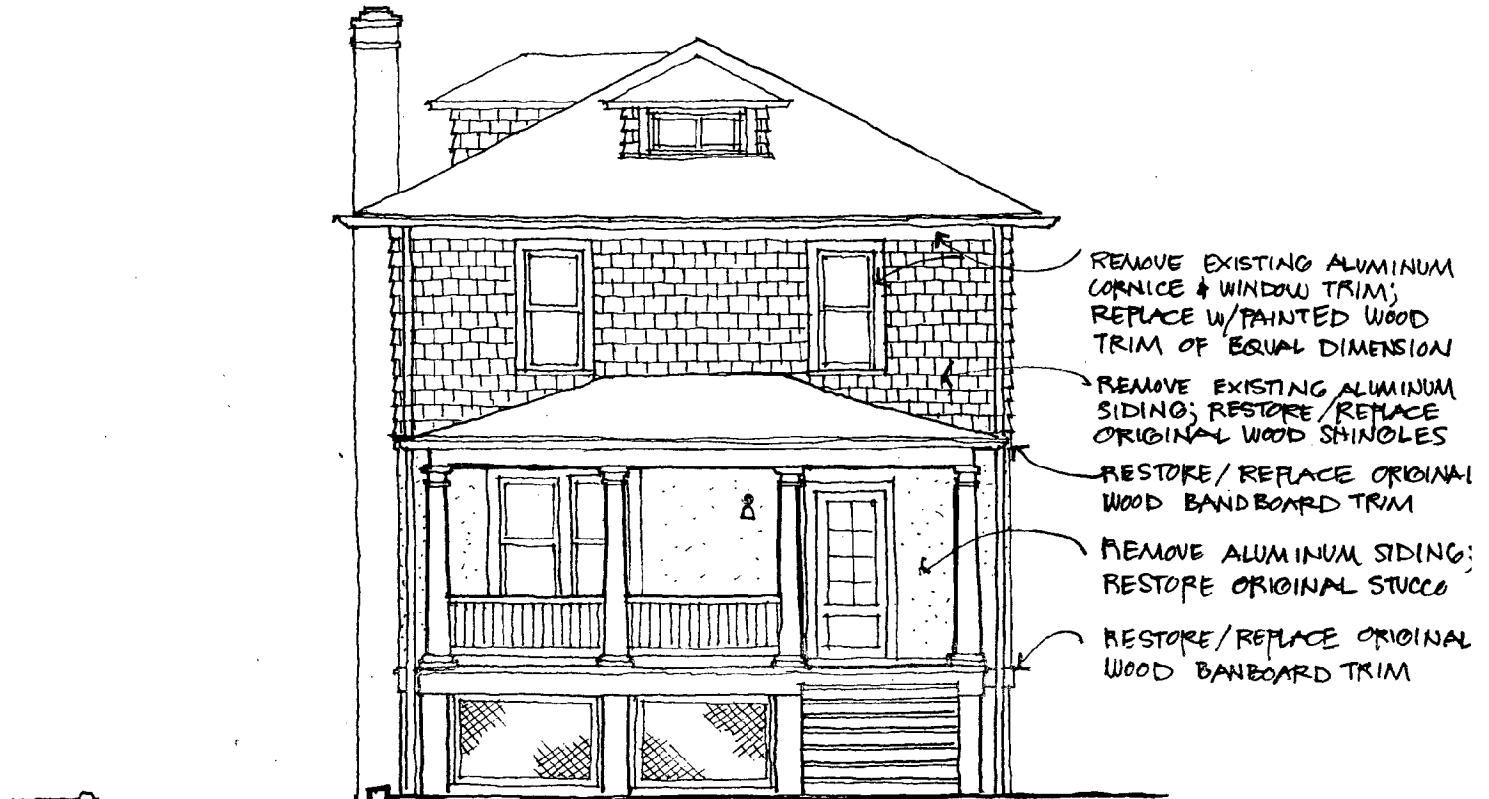 REMOVE EXISTING ALUMINUM
CORNICE & WINDOW TRIM;
REPLACE W/PAINTED WOOD
TRIM OF EQUAL DIMENSION
REMOVE EXISTING ALUMINUM
SIDING; RESTORE/REPLACE
ORIGINAL WOOD SHINGLES
RESTORE/REPLACE ORIGINAL
WOOD BANDBOARD TRIM
REMOVE ALUMINUM SIDING;
RESTORE ORIGINAL STUCCO
RESTORE/REPLACE ORIGINAL
WOOD BANBOARD TRIM